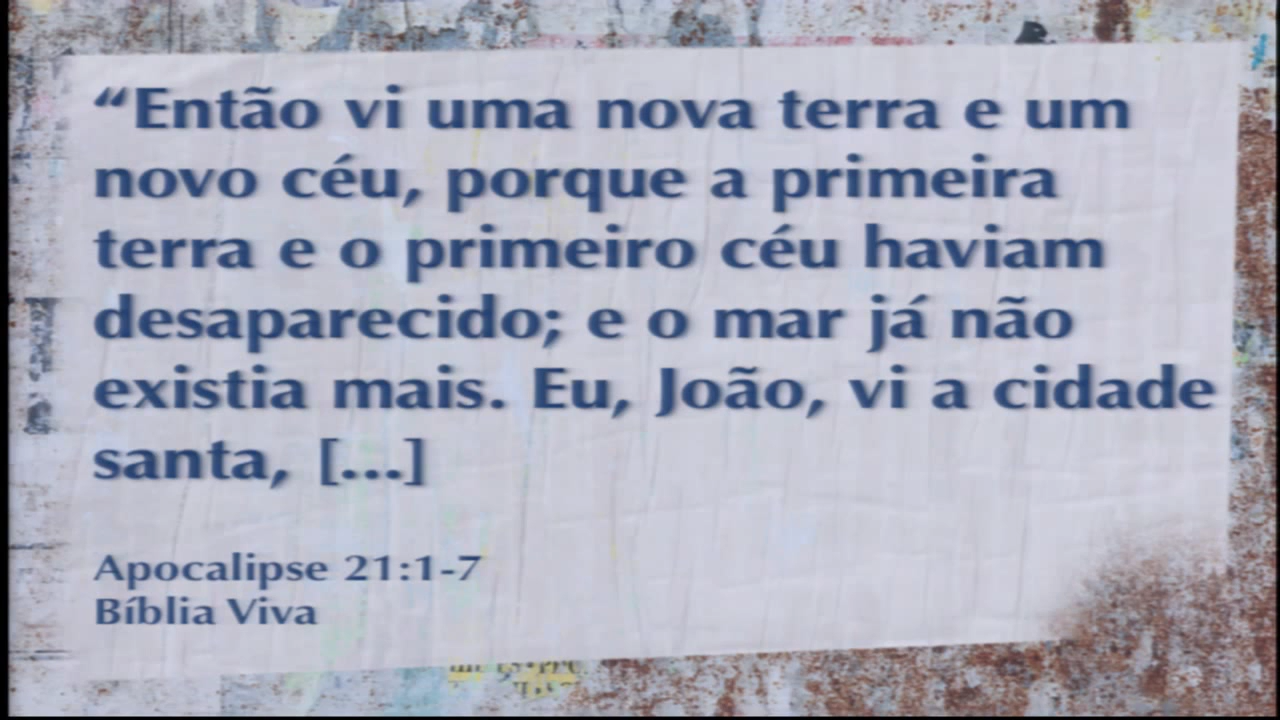 “Então vi uma nova terra e um
novo céu, porque a primeira
terra e o primeiro céu haviam
desaparecido; e o mar já não
existia mais. Eu, João, vi a cidade
santa, [...]
Apocalipse 21:1-7
Bíblia Viva